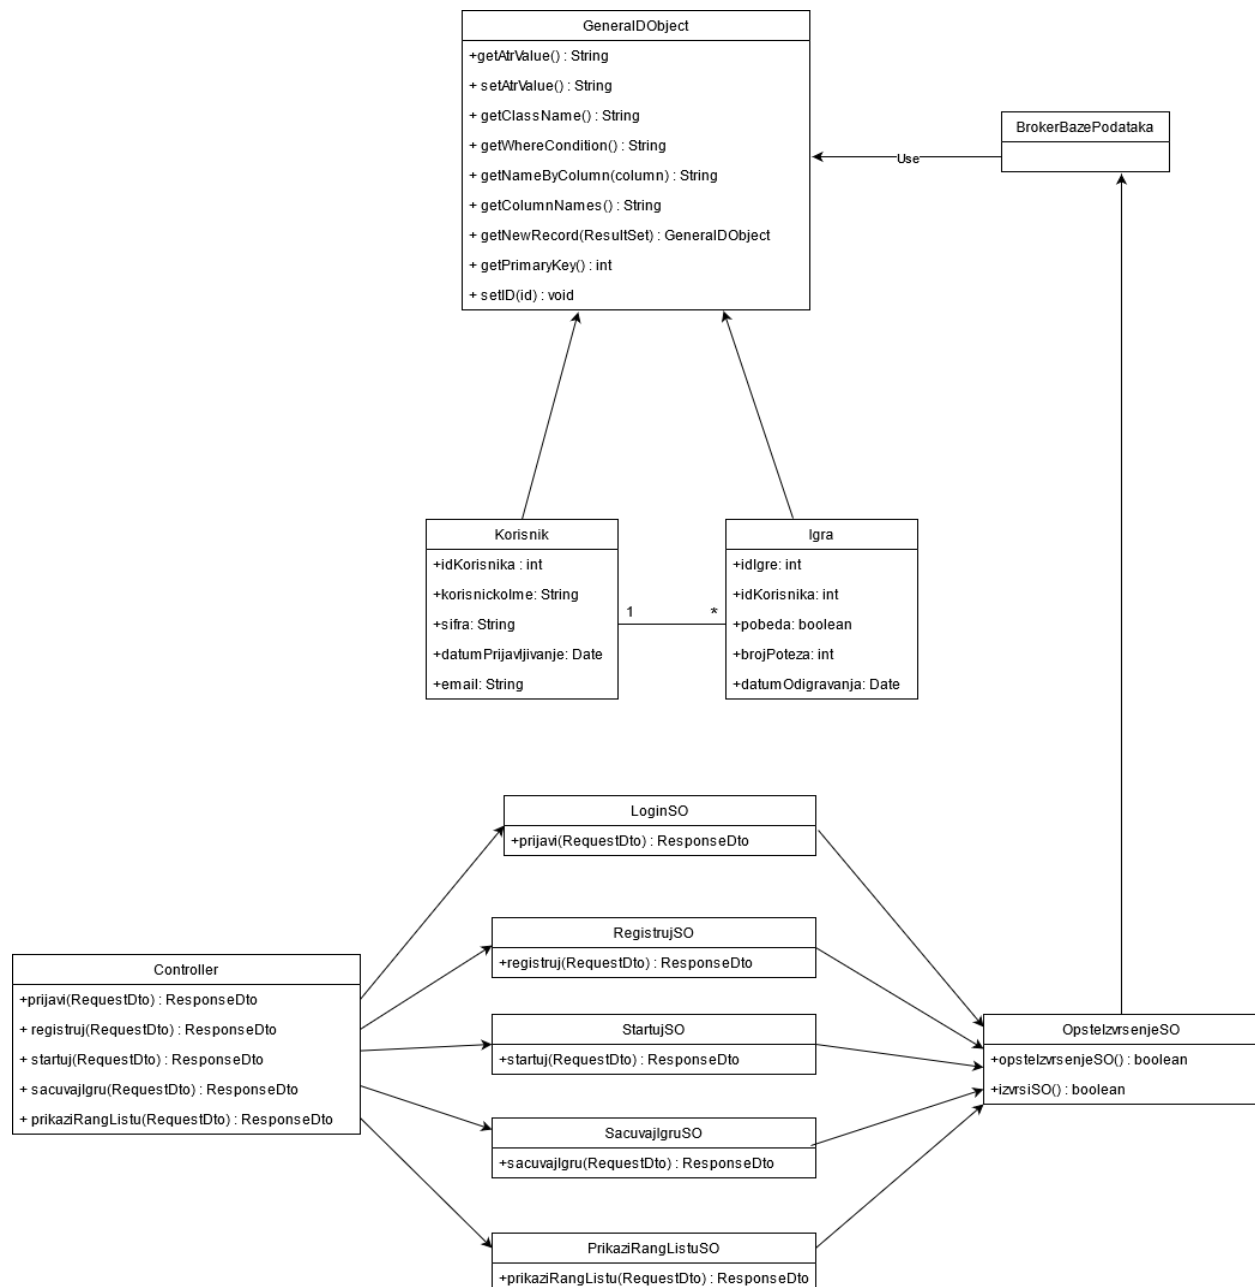 GeneralDObject
+getAtrValue() : String
+ setAtrValue() : String
+ getClassName() : String
+ getWhereCondition() : String
+ getNameByColumn(column) : String
+ getColumnNames() : String
+ getNewRecord(ResultSet) : GeneralDObject
+ getPrimaryKey() : int
+ setID(id) : void
BrokerBazePodataka
Use
Korisnik
+idKorisnika : int
+korisnickoIme: String
+sifra: String
+datumPrijavljivanje: Date
+email: String
1
*
Igra
+idIgre: int
+idKorisnika: int
+pobeda: boolean
+brojPoteza: int
+datumOdigravanja: Date
LoginSO
+prijavi(RequestDto) : ResponseDto
RegistrujSO
+registruj(RequestDto) : ResponseDto
Controller
+prijavi(RequestDto) : ResponseDto
+ registruj(RequestDto) : ResponseDto
+ startuj(RequestDto) : ResponseDto
+ sacuvajIgru(RequestDto) : ResponseDto
+ prikaziRangListu(RequestDto) : ResponseDto
StartujSO
+startuj(RequestDto) : ResponseDto
OpsteIzvrsenjeSO
+opsteIzvrsenjeSO() : boolean
+izvrsiSO() : boolean
SacuvajIgruSO
+sacuvajIgru(RequestDto) : ResponseDto
PrikaziRangListuSO
+prikaziRangListu(RequestDto) : ResponseDto